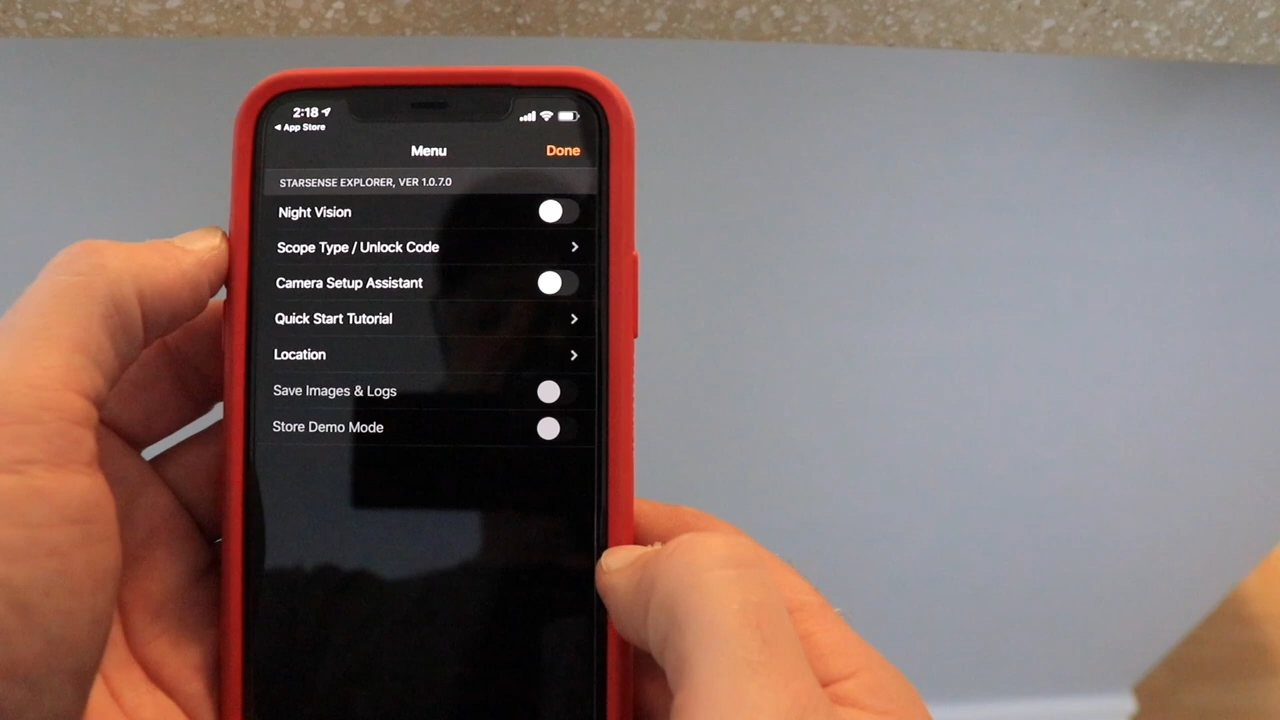 2:18
App Store
Menu
Done
STARSENSE EXPLORER, VER 1.0.7.0
Night Vision
Scope Type / Unlock Code
Camera Setup Assistant
Quick Start Tutorial
Location
Save Images & Logs
Store Demo Mode